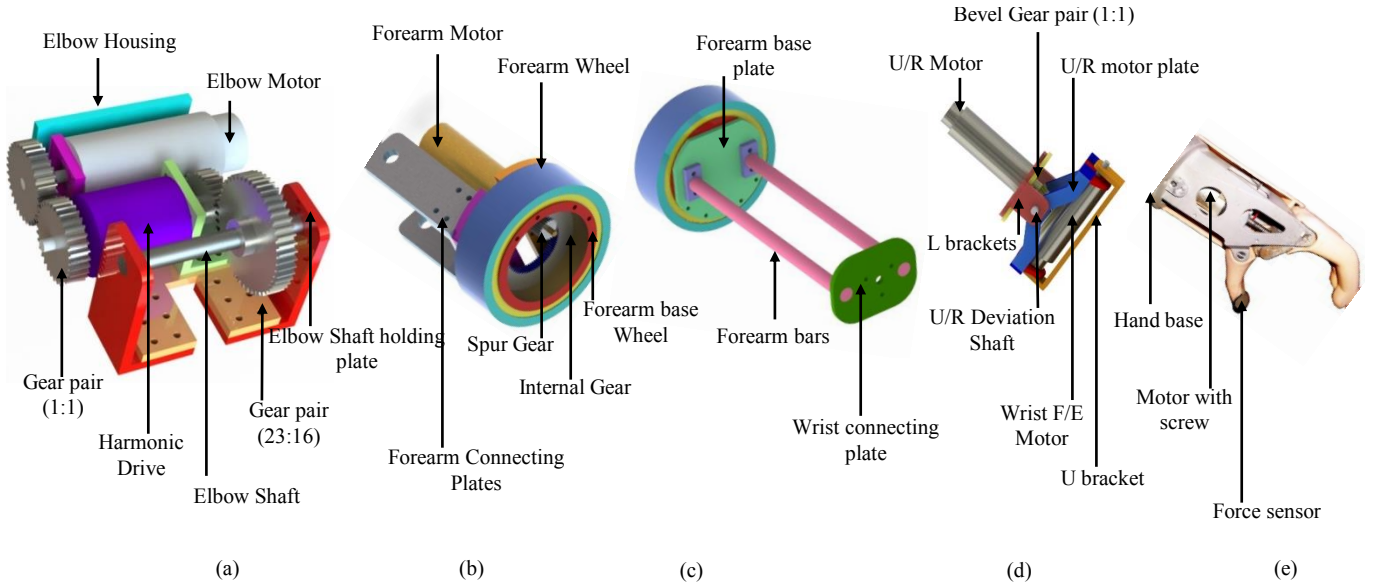 Elbow Housing
Elbow Motor
Gear pair
(1:1)
Harmonic
Drive
Elbow Shaft
Gear pair
(23:16)
Elbow Shaft holding
plate
(a)
Forearm Motor
Forearm Wheel
Spur Gear
Internal Gear
Forearm base
Wheel
Forearm Connecting
Plates
(b)
Forearm base
plate
Forearm bars
Wrist connecting
plate
(c)
Bevel Gear pair (1:1)
U/R Motor
U/R motor plate
L brackets
U/R Deviation
Shaft
Wrist F/E
Motor
U bracket
(d)
Hand base
Motor with
screw
Force sensor
(e)